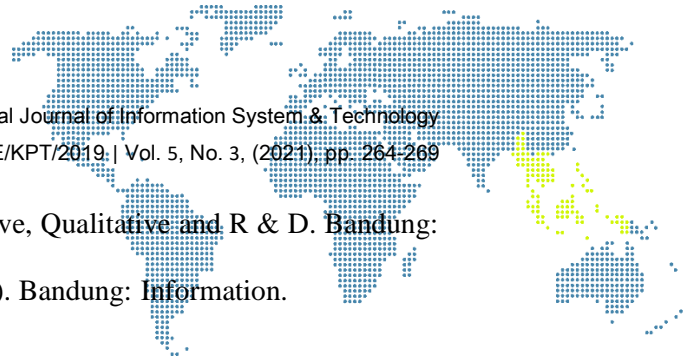 al Journal of Information System & Technology
E/KPT/2019 | Vol. 5, No. 3, (2021), pp. 264-269
ve, Qualitative and R & D. Bandung:
). Bandung: Information.